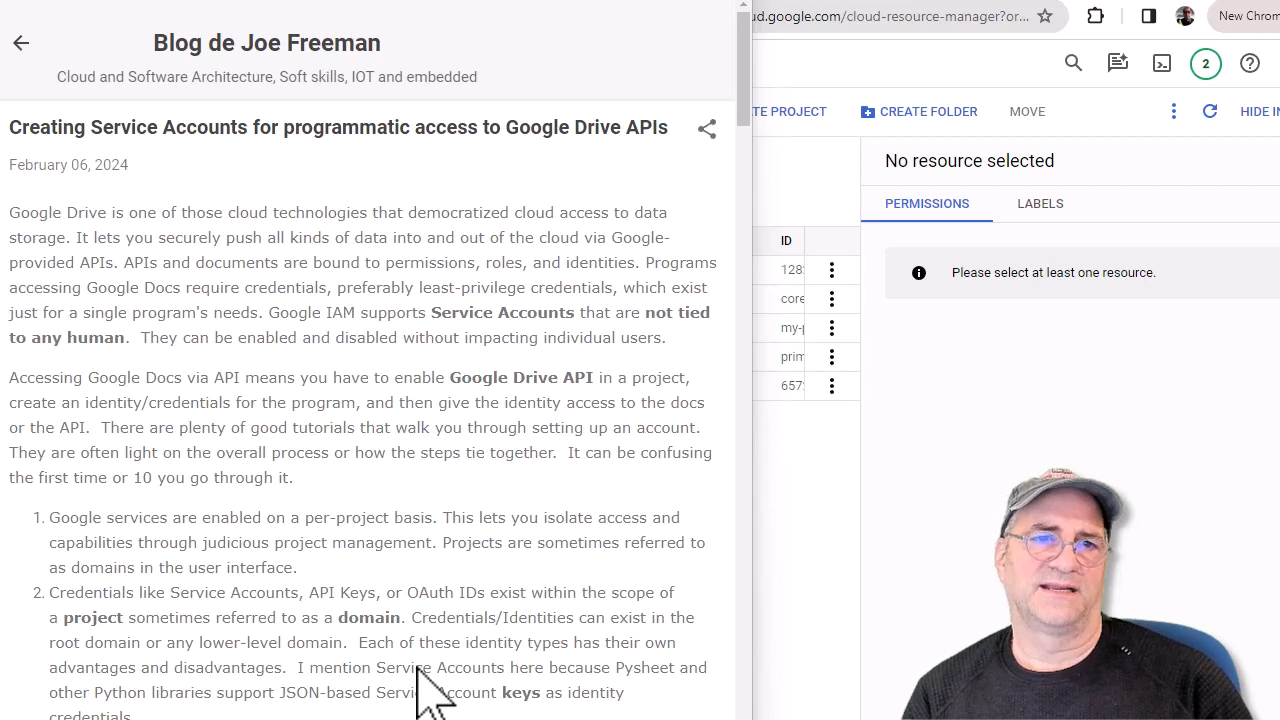 Blog de Joe Freeman
Cloud and Software Architecture, Soft skills, IOT and embedded
Creating Service Accounts for programmatic access to Google Drive APIs
February 06, 2024
Google Drive is one of those cloud technologies that democratized cloud access to data
storage. It lets you securely push all kinds of data into and out of the cloud via Google-
provided APIs. APIs and documents are bound to permissions, roles, and identities. Programs
accessing Google Docs require credentials, preferably least-privilege credentials, which exist
just for a single program's needs. Google IAM supports Service Accounts that are not tied
to any human.  They can be enabled and disabled without impacting individual users.
Accessing Google Docs via API means you have to enable Google Drive API in a project,
create an identity/credentials for the program, and then give the identity access to the docs
or the API.  There are plenty of good tutorials that walk you through setting up an account.
They are often light on the overall process or how the steps tie together.  It can be confusing
the first time or 10 you go through it.
1. Google services are enabled on a per-project basis. This lets you isolate access and
capabilities through judicious project management. Projects are sometimes referred to
as domains in the user interface.
2. Credentials like Service Accounts, API Keys, or OAuth IDs exist within the scope of
a project sometimes referred to as a domain. Credentials/Identities can exist in the
root domain or any lower-level domain.  Each of these identity types has their own
advantages and disadvantages.  I mention Service Accounts here because Pysheet and
other Python libraries support JSON-based Service Account keys as identity
credentials.
ud.google.com/cloud-resource-manager?or...
New Chrom
2
TE PROJECT
CREATE FOLDER
MOVE
HIDE IN
No resource selected
PERMISSIONS
LABELS
Please select at least one resource.
ID
128
core
my-p
prim
657